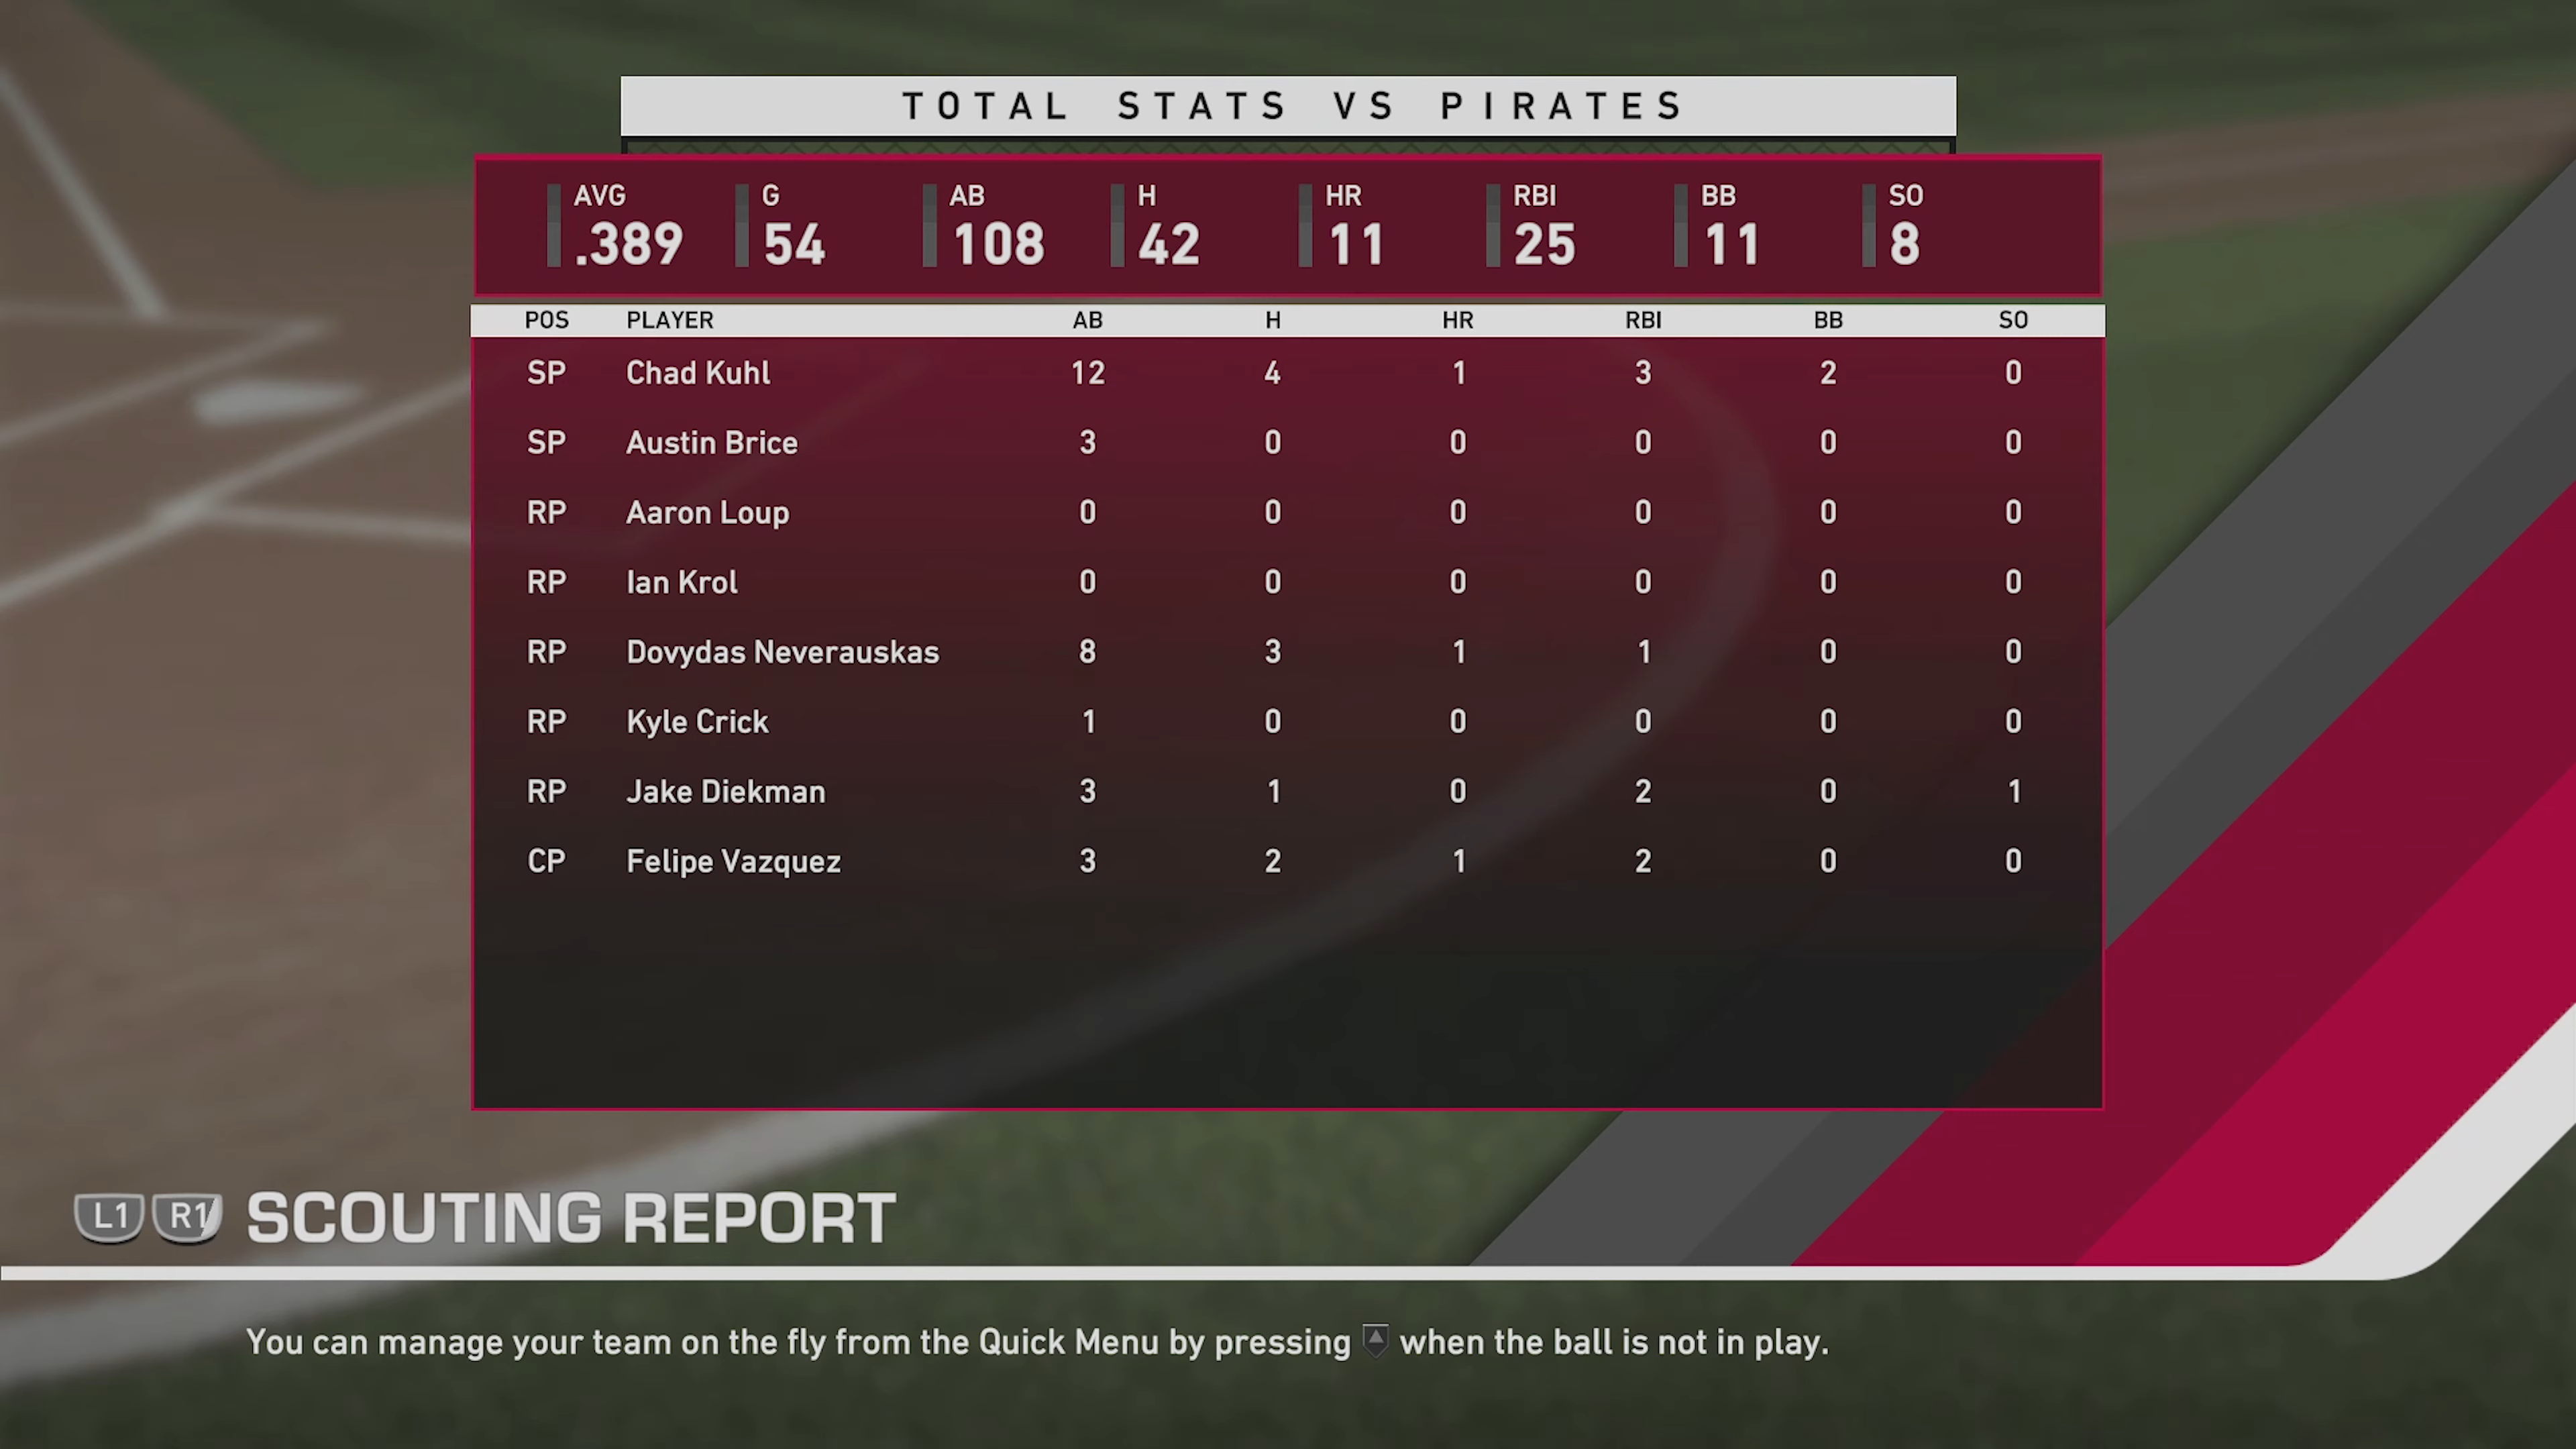 TOTAL STATS VS PIRATES
AVG G AB H HR RBI BB SO
.389 54 108 42 11 25 11 8
POS PLAYER AB H HR RBI BB SO
SP Chad Kuhl 12 4 1 3 2 0
SP Austin Brice 3 0 0 0 0 0
RP Aaron Loup 0 0 0 0 0 0
RP Ian Krol 0 0 0 0 0 0
RP Dovydas Neverauskas 8 3 1 1 0 0
RP Kyle Crick 1 0 0 0 0 0
RP Jake Diekman 3 1 0 2 0 1
CP Felipe Vazquez 3 2 1 2 0 0
L1 R1 SCOUTING REPORT
You can manage your team on the fly from the Quick Menu by pressing when the ball is not in play.